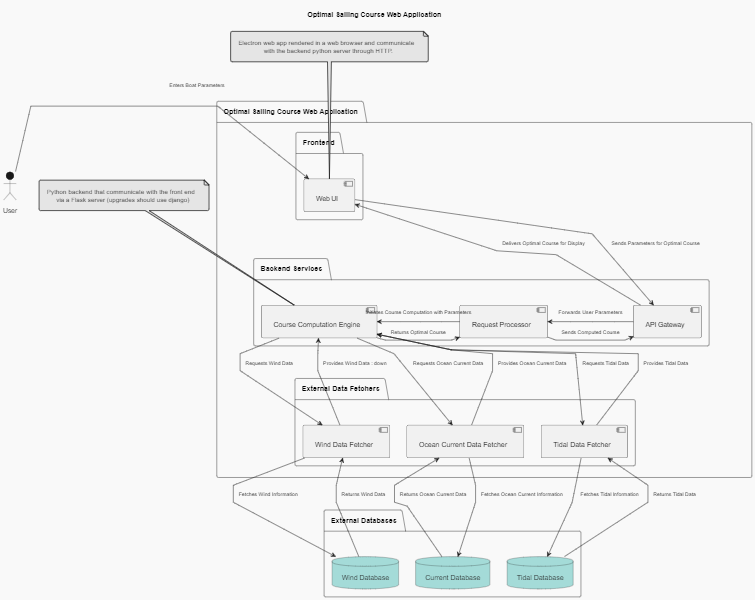 Optimal Sailing Course Web Application
Electron web app rendered in a web browser and communicate
with the backend python server through HTTP.
Enters Boat Parameters
Optimal Sailing Course Web Application
Frontend
Python backend that communicate with the front end
via a Flask server (upgrades should use django)
User
Web UI
Delivers Optimal Course for Display
Sends Parameters for Optimal Course
Backend Services
Course Computation with Parameters
Forwards User Parameters
Course Computation Engine
Request Processor
API Gateway
Returns Optimal Course
Sends Computed Course
Requests Wind Data
Provides Wind Data : down
Requests Ocean Current Data
Provides Ocean Current Data
Requests Tidal Data
Provides Tidal Data
External Data Fetchers
Wind Data Fetcher
Ocean Current Data Fetcher
Tidal Data Fetcher
Fetches Wind Information
Returns Wind Data
Returns Ocean Current Data
Fetches Ocean Current Information
Fetches Tidal Information
Returns Tidal Data
External Databases
Wind Database
Current Database
Tidal Database